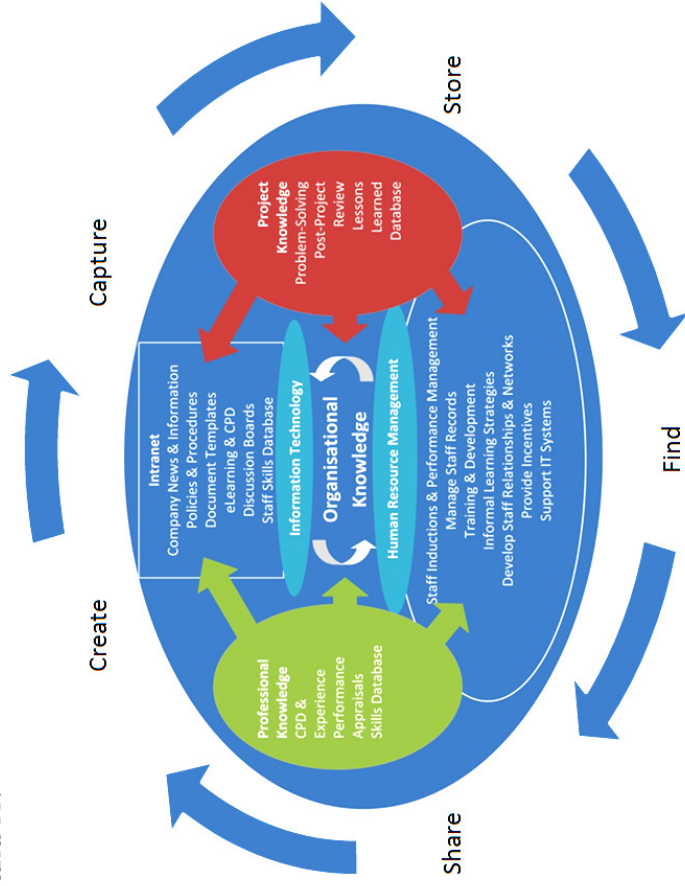 Create
Capture
Store
Find
Share
Intranet
Company News & Information
Policies & Procedures
Document Templates
eLearning & CPD
Discussion Boards
Staff Skills Database
Information Technology
Organisational
Knowledge
Human Resource Management
Staff Inductions & Performance Management
Manage Staff Records
Training & Development
Informal Learning Strategies
Develop Staff Relationships & Networks
Provide Incentives
Support IT Systems
Professional
Knowledge
CPD &
Experience
Performance
Appraisals
Skills Database
Project
Knowledge
Problem-Solving
Post-Project
Review
Lessons
Learned
Database